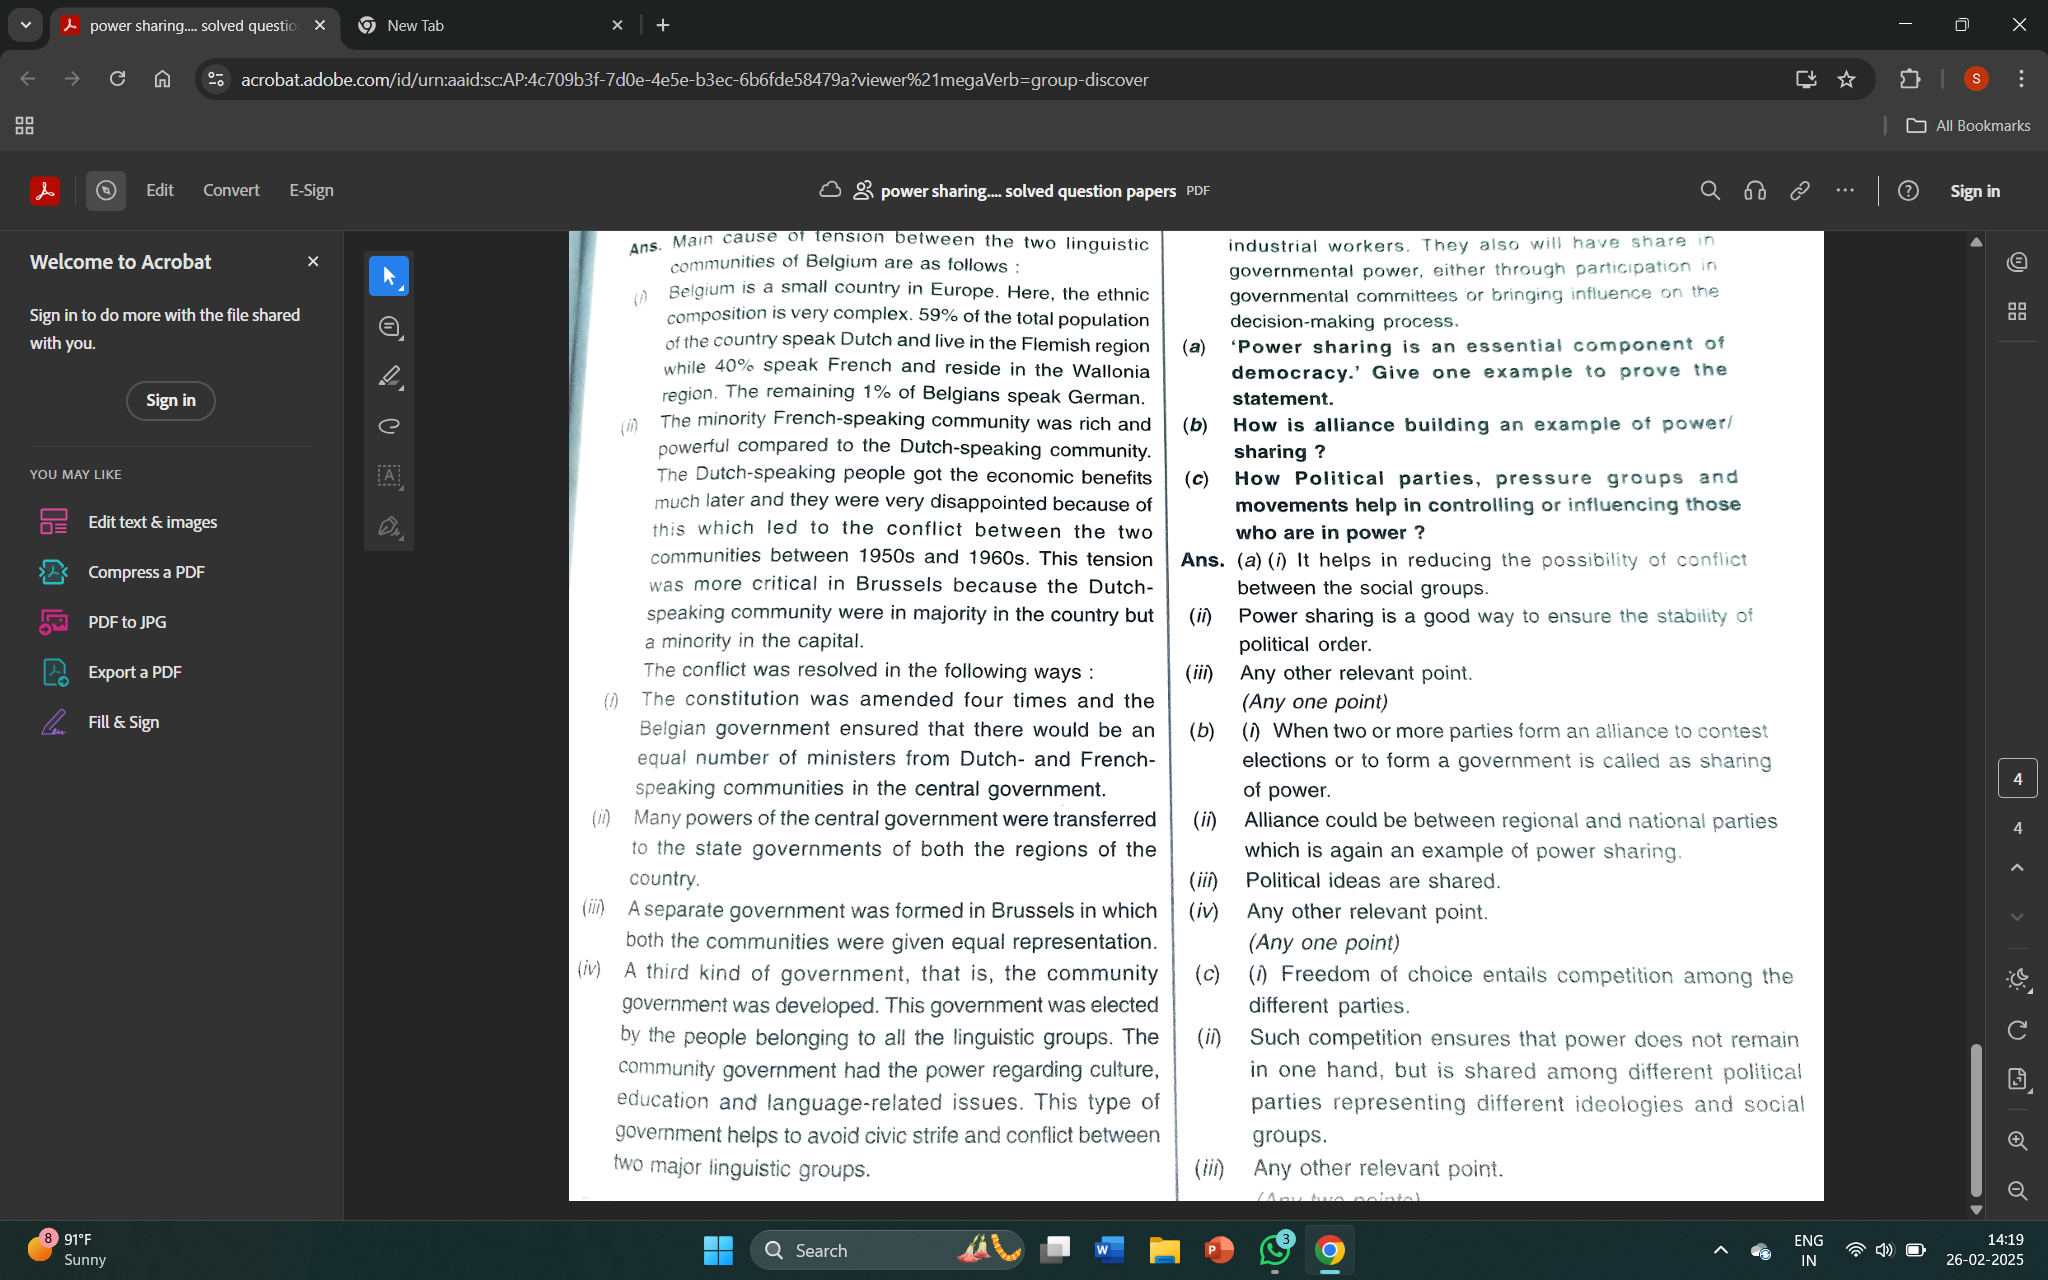 power sharing.... solved questio
New Tab
acrobat.adobe.com/id/urn:aaid:sc:AP:4c709b3f-7d0e-4e5e-b3ec-6b6fde58479a?viewer%21megaVerb=group-discover
S
All Bookmarks
Edit
Convert
E-Sign
power sharing.... solved question papers PDF
Sign in
Welcome to Acrobat
Sign in to do more with the file shared
with you.
Sign in
YOU MAY LIKE
Edit text & images
Compress a PDF
PDF to JPG
Export a PDF
Fill & Sign
Ans. Main cause of tension between the two linguistic
communities of Belgium are as follows :
(i) Belgium is a small country in Europe. Here, the ethnic
composition is very complex. 59% of the total population
of the country speak Dutch and live in the Flemish region
while 40% speak French and reside in the Wallonia
region. The remaining 1% of Belgians speak German.
(ii) The minority French-speaking community was rich and
powerful compared to the Dutch-speaking community.
The Dutch-speaking people got the economic benefits
much later and they were very disappointed because of
this which led to the conflict between the two
communities between 1950s and 1960s. This tension
was more critical in Brussels because the Dutch-
speaking community were in majority in the country but
a minority in the capital.
The conflict was resolved in the following ways :
(i) The constitution was amended four times and the
Belgian government ensured that there would be an
equal number of ministers from Dutch- and French-
speaking communities in the central government.
(ii) Many powers of the central government were transferred
to the state governments of both the regions of the
country.
(iii) A separate government was formed in Brussels in which
both the communities were given equal representation.
(iv) A third kind of government, that is, the community
government was developed. This government was elected
by the people belonging to all the linguistic groups. The
community government had the power regarding culture,
education and language-related issues. This type of
government helps to avoid civic strife and conflict between
two major linguistic groups.
industrial workers. They also will have share in
governmental power, either through participation in
governmental committees or bringing influence on the
decision-making process.
(a) 'Power sharing is an essential component of
democracy.' Give one example to prove the
statement.
(b) How is alliance building an example of power/
sharing ?
(c) How Political parties, pressure groups and
movements help in controlling or influencing those
who are in power ?
Ans. (a) (i) It helps in reducing the possibility of conflict
between the social groups.
(ii) Power sharing is a good way to ensure the stability of
political order.
(iii) Any other relevant point.
(Any one point)
(b) (i) When two or more parties form an alliance to contest
elections or to form a government is called as sharing
of power.
(ii) Alliance could be between regional and national parties
which is again an example of power sharing.
(iii) Political ideas are shared.
(iv) Any other relevant point.
(Any one point)
(c) (i) Freedom of choice entails competition among the
different parties.
(ii) Such competition ensures that power does not remain
in one hand, but is shared among different political
parties representing different ideologies and social
groups.
(iii) Any other relevant point.
(Any two points)
4
4
8
91°F
Sunny
Search
3
ENG
IN
14:19
26-02-2025